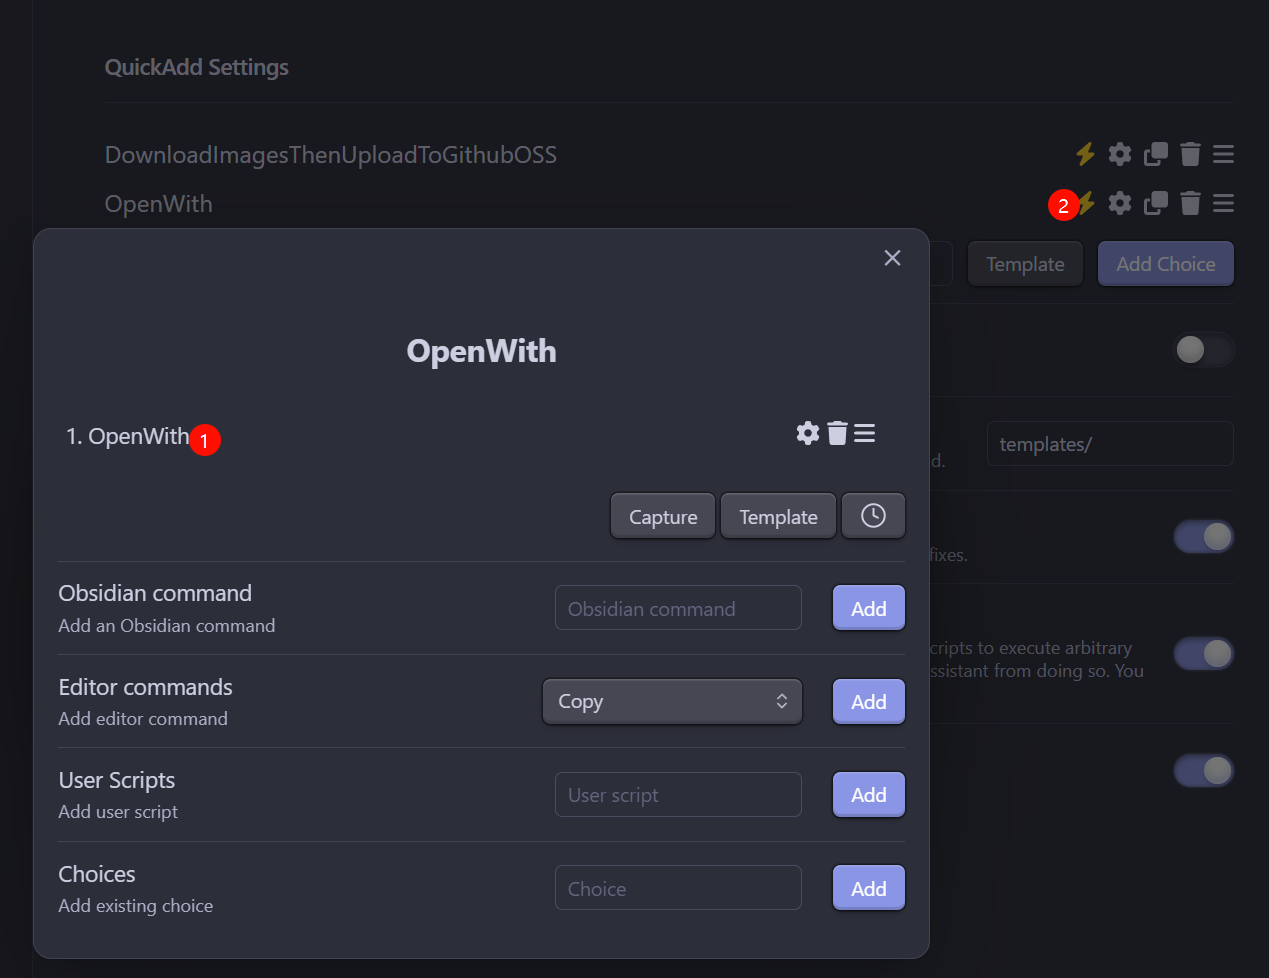 QuickAdd Settings
DownloadImagesThenUploadToGithubOSS
OpenWith
2
Template
Add Choice
OpenWith
1. OpenWith
1
templates/
d.
Capture
Template
fixes.
Obsidian command
Add an Obsidian command
Obsidian command
Add
cripts to execute arbitrary
ssistant from doing so. You
Editor commands
Add editor command
Copy
Add
User Scripts
Add user script
User script
Add
Choices
Add existing choice
Choice
Add